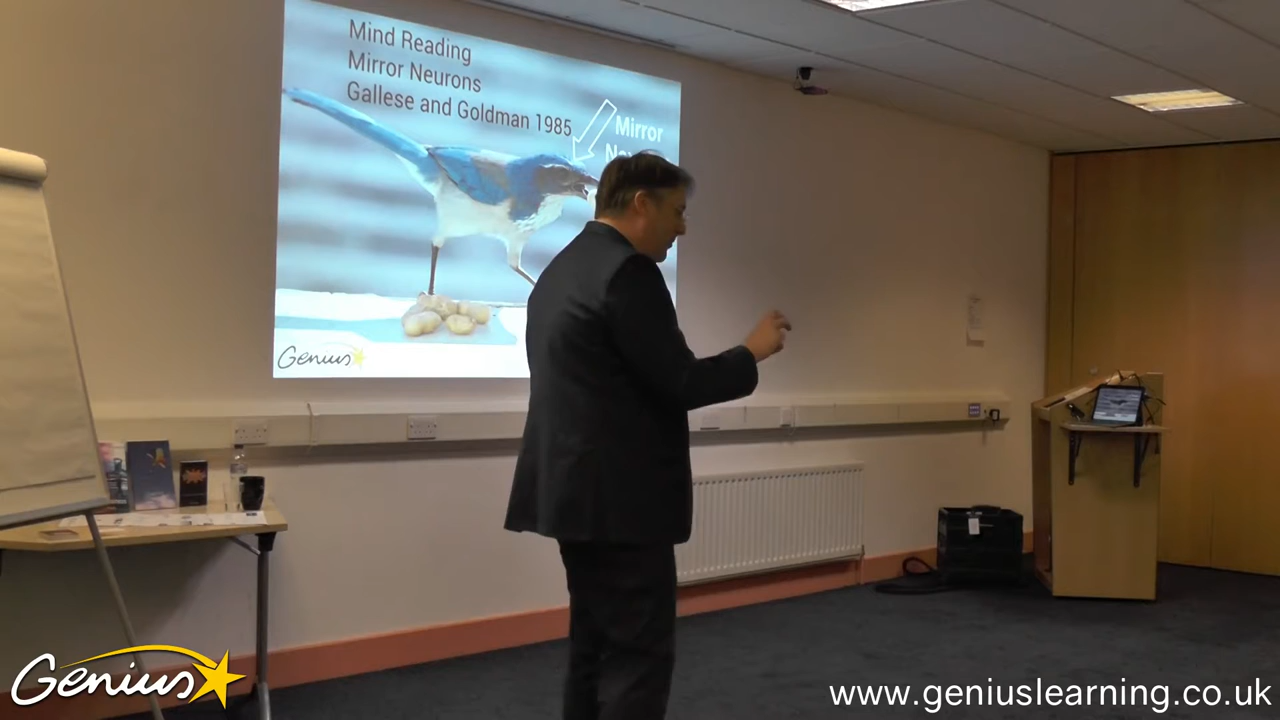 Mind Reading
Mirror Neurons
Gallese and Goldman 1985
Mirror
Genius
Genius
www.geniuslearning.co.uk